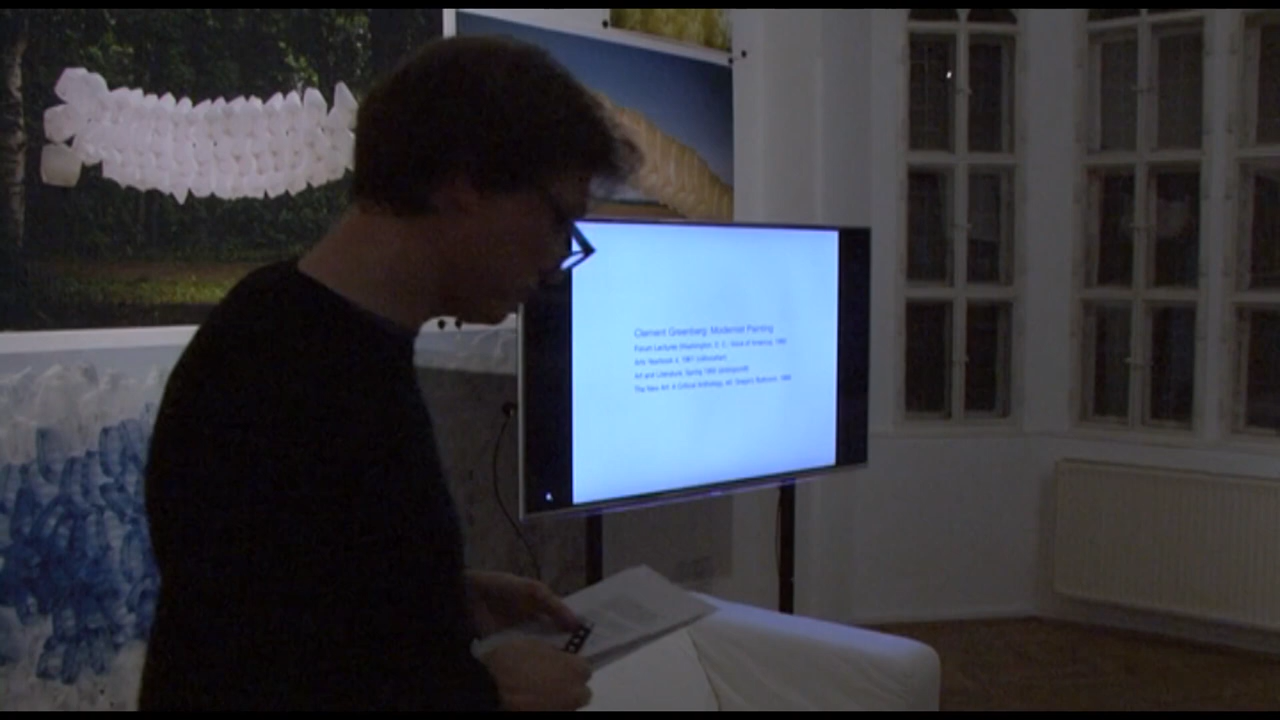 Clement Greenberg: Modernist Painting
Forum Lectures (Washington, D. C.: Voice of America), 1960
Arts Yearbook 4, 1961
Art and Literature, Spring 1965
The New Art: A Critical Anthology, ed. Gregory Battcock, 1966